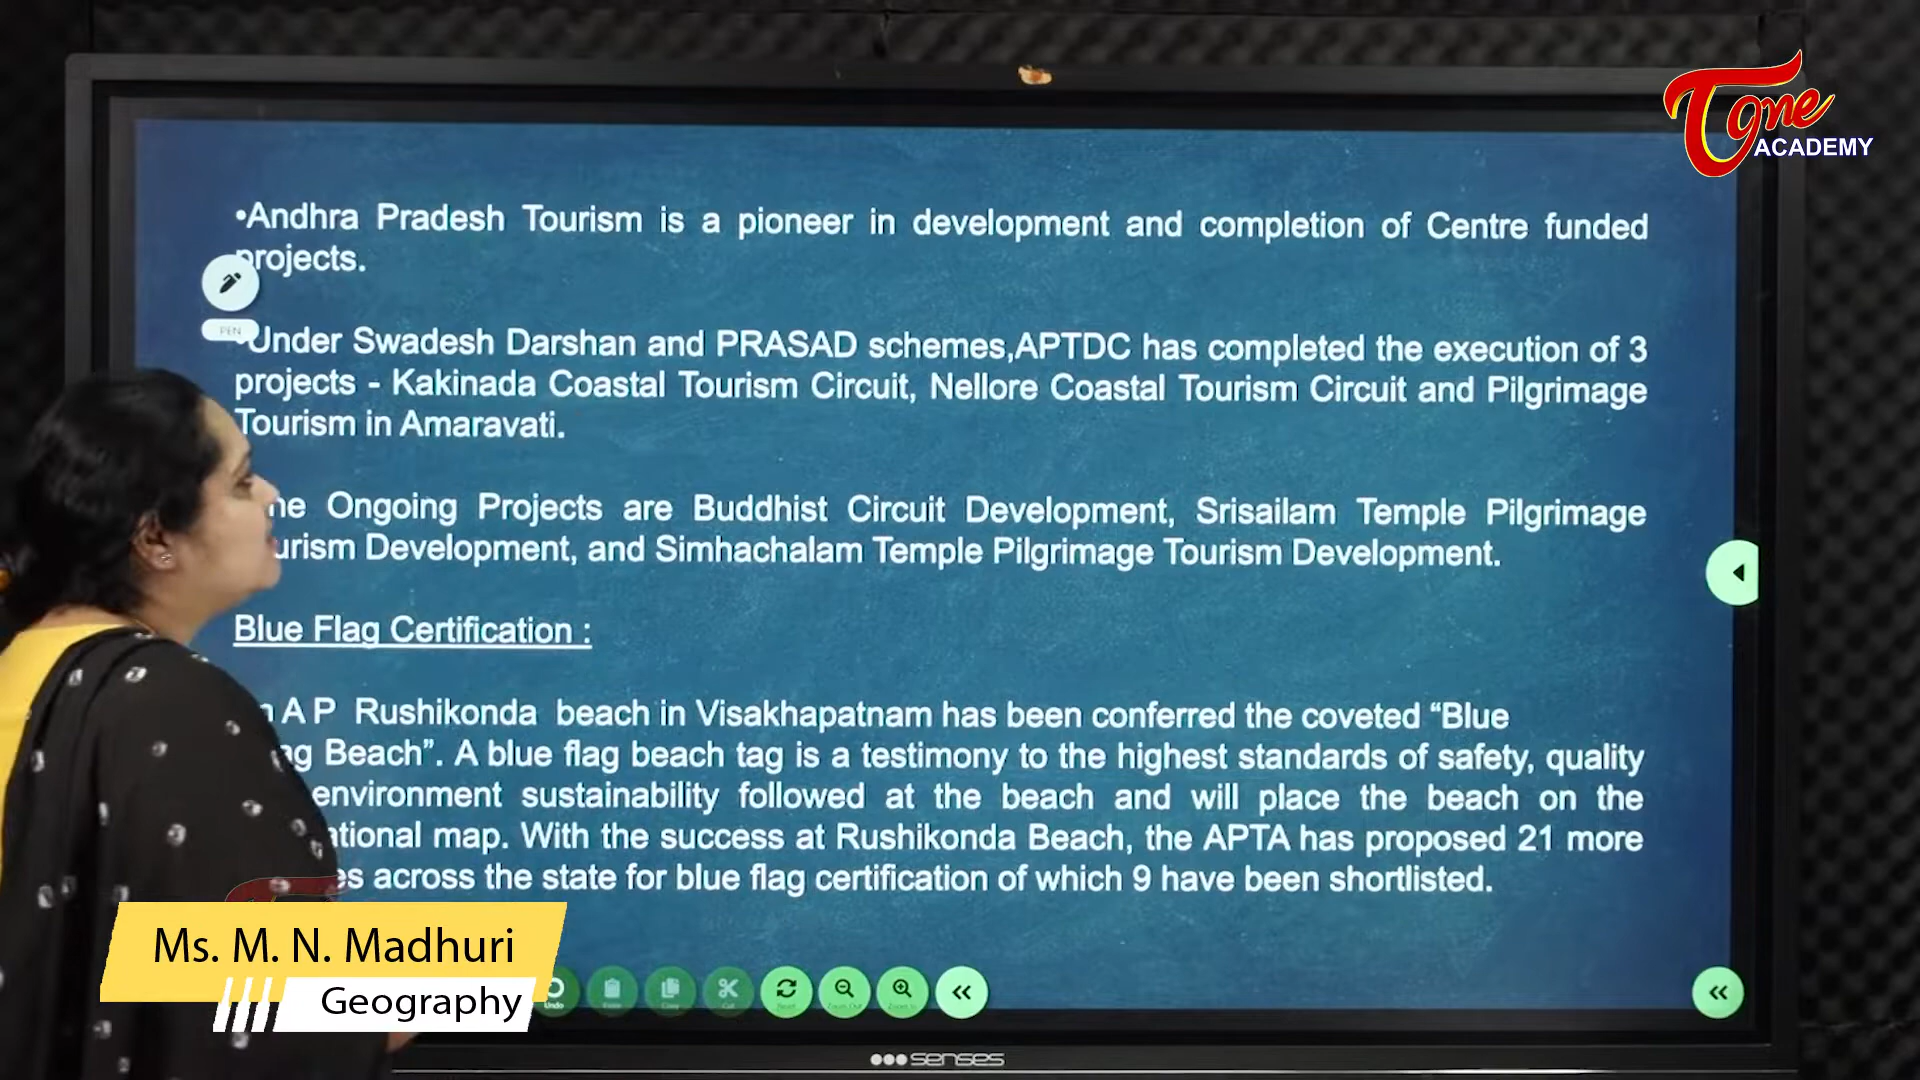 Tone
ACADEMY
•Andhra Pradesh Tourism is a pioneer in development and completion of Centre funded
projects.
PEN
Under Swadesh Darshan and PRASAD schemes,APTDC has completed the execution of 3
projects - Kakinada Coastal Tourism Circuit, Nellore Coastal Tourism Circuit and Pilgrimage
Tourism in Amaravati.
Ongoing Projects are Buddhist Circuit Development, Srisailam Temple Pilgrimage
Development, and Simhachalam Temple Pilgrimage Tourism Development.
Blue Flag Certification :
A P Rushikonda beach in Visakhapatnam has been conferred the coveted “Blue
Beach”. A blue flag beach tag is a testimony to the highest standards of safety, quality
environment sustainability followed at the beach and will place the beach on the
map. With the success at Rushikonda Beach, the APTA has proposed 21 more
across the state for blue flag certification of which 9 have been shortlisted.
Ms. M. N. Madhuri
Geography
Undo
senses